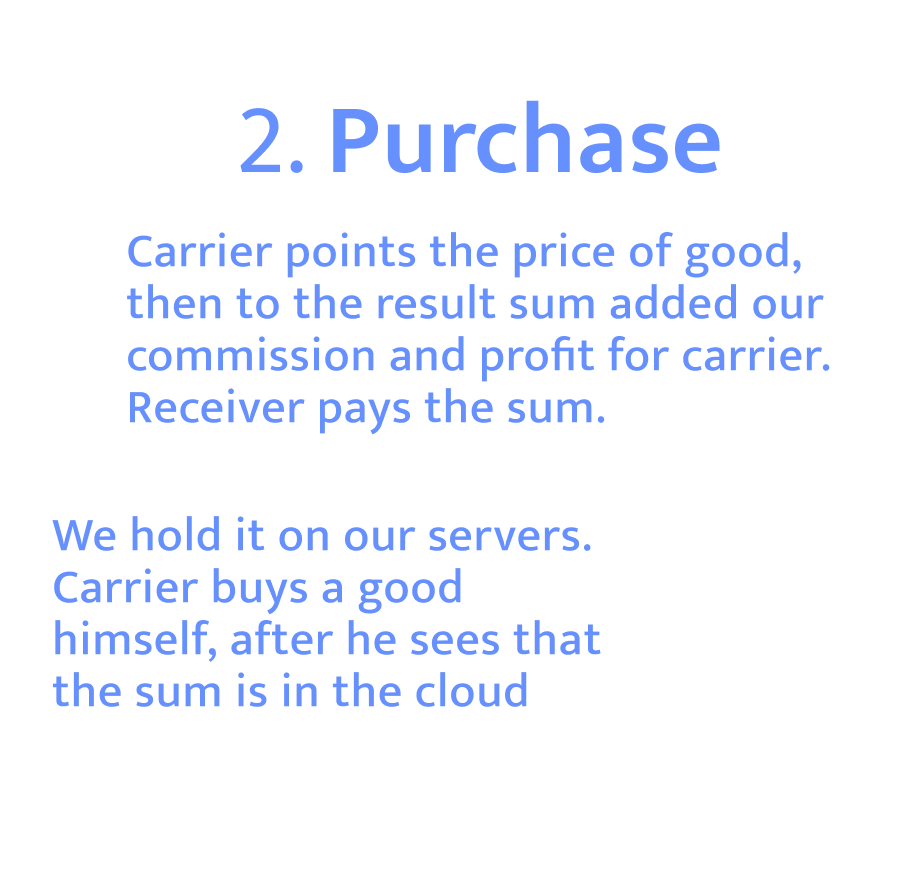 2. Purchase
Carrier points the price of good,
then to the result sum added our
commission and profit for carrier.
Receiver pays the sum.
We hold it on our servers.
Carrier buys a good
himself, after he sees that
the sum is in the cloud